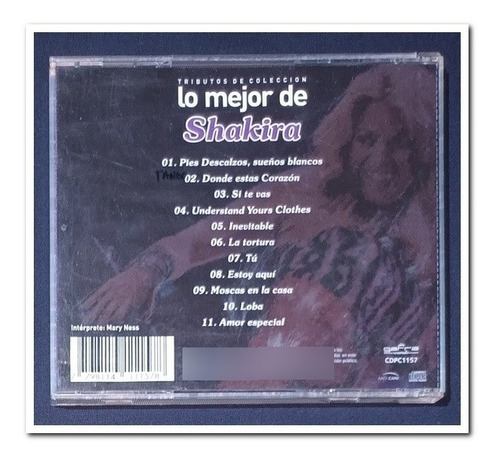 TRIBUTOS DE COLECCION
lo mejor de
Shakira
01. Pies Descalzos, sueños blancos
02. Donde estas Corazón
03. Si te vas
04. Understand Yours Clothes
05. Inevitable
06. La tortura
07. Tú
08. Estoy aquí
09. Moscas en la casa
10. Loba
11. Amor especial
Intérprete: Mary Ness
gafra
CDPC1157